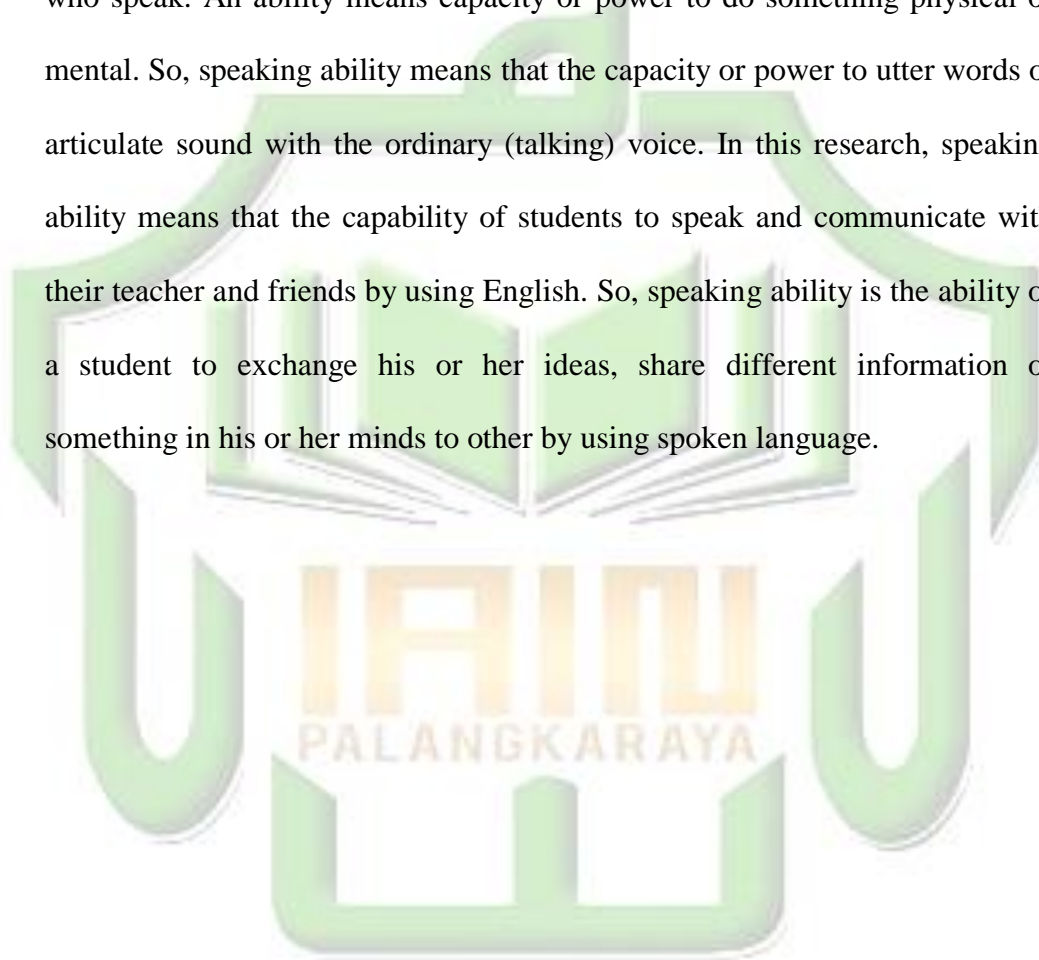 who speak. An ability means capacity or power to do something physical o
mental. So, speaking ability means that the capacity or power to utter words o
articulate sound with the ordinary (talking) voice. In this research, speakin
ability means that the capability of students to speak and communicate wit
their teacher and friends by using English. So, speaking ability is the ability o
a student to exchange his or her ideas, share different information o
something in his or her minds to other by using spoken language.
IAIN
PALANGKARAYA